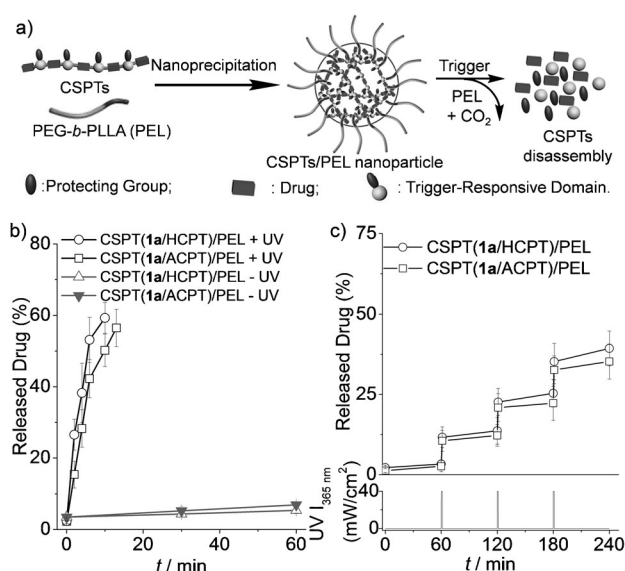 a)
CSPTs
PEG-b-PLLA (PEL)
Nanoprecipitation
CSPTs/PEL nanoparticle
Trigger
PEL
+ CO₂
CSPTs
disassembly
:Protecting Group;
: Drug;
: Trigger-Responsive Domain.
b)
CSPT(1a/HCPT)/PEL + UV
CSPT(1a/ACPT)/PEL + UV
CSPT(1a/HCPT)/PEL - UV
CSPT(1a/ACPT)/PEL - UV
Released Drug (%)
80
60
40
20
0
0 20 40 60
t / min
c)
CSPT(1a/HCPT)/PEL
CSPT(1a/ACPT)/PEL
Released Drug (%)
75
50
25
0
UV I365 nm
(mW/cm²)
40
0
0 60 120 180 240
t / min